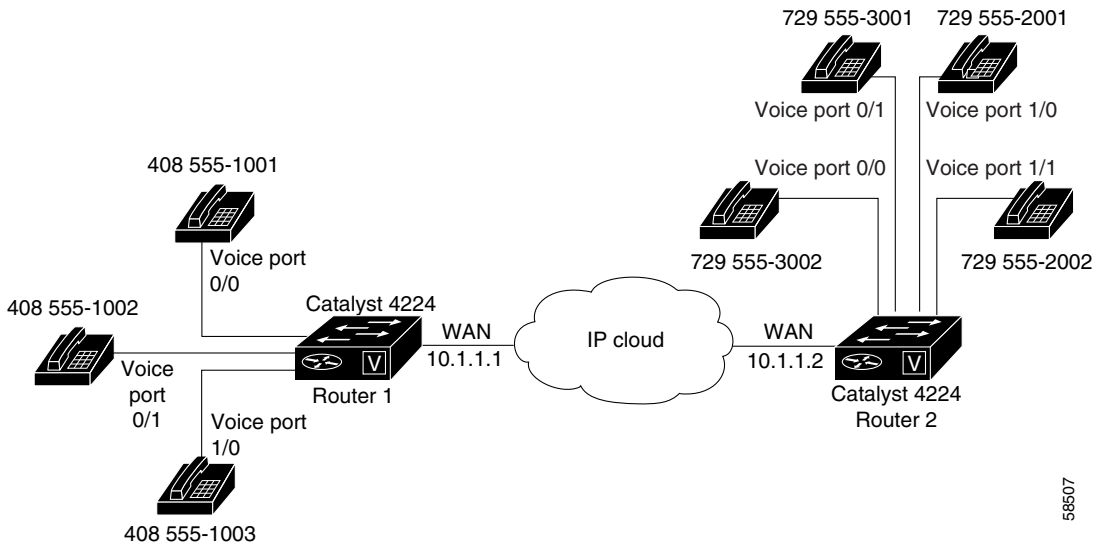 729 555-3001
729 555-2001
Voice port 0/1
Voice port 1/0
408 555-1001
Voice port 0/0
Voice port 1/1
Voice port
0/0
729 555-3002
729 555-2002
408 555-1002
Catalyst 4224
WAN
10.1.1.1
IP cloud
WAN
10.1.1.2
V
V
Voice
port
0/1
Router 1
Catalyst 4224
Router 2
Voice port
1/0
408 555-1003
58507